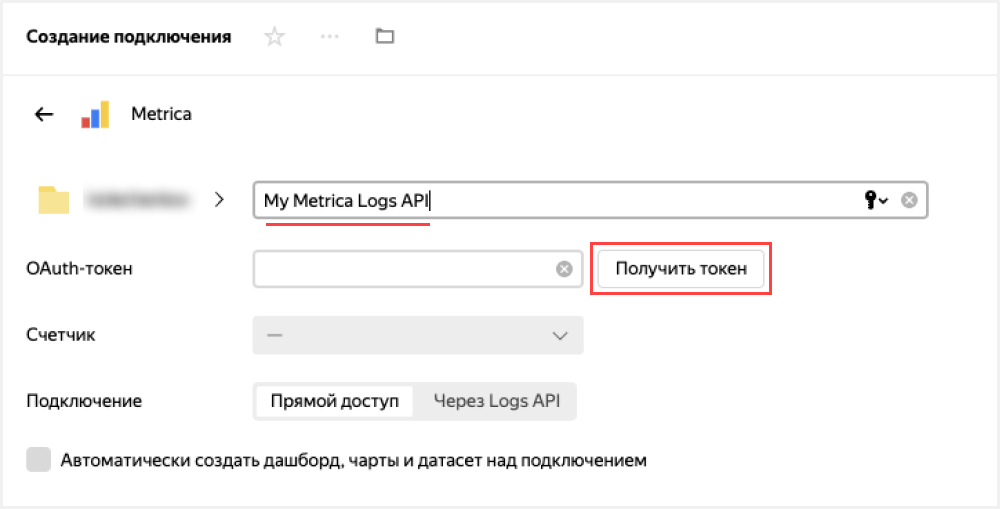 Создание подключения
Metrica
My Metrica Logs API
OAuth-токен
Получить токен
Счетчик
—
Подключение
Прямой доступ
Через Logs API
Автоматически создать дашборд, чарты и датасет над подключением